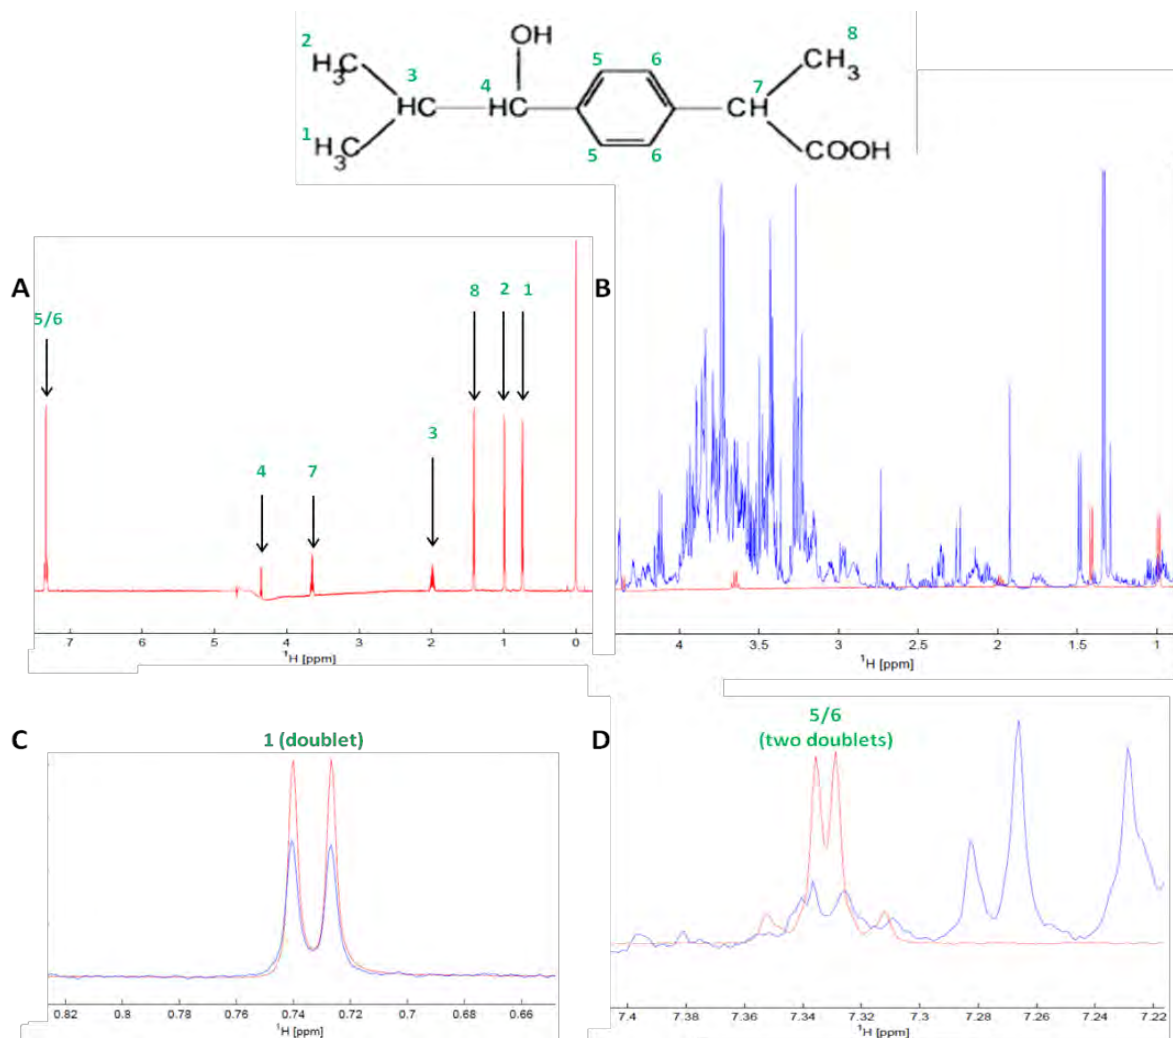 OH
2
H3C
3
HC
4
HC
5
6
5
6
7
CH
8
CH3
1
H3C
COOH
A
5/6
4
7
3
8
2
1
7
6
5
4
3
2
1
0
1H [ppm]
B
4
3.5
3
2.5
2
1.5
1
1H [ppm]
C
1 (doublet)
0.82
0.8
0.78
0.76
0.74
0.72
0.7
0.68
0.66
1H [ppm]
D
5/6
(two doublets)
7.4
7.38
7.36
7.34
7.32
7.3
7.28
7.26
7.24
7.22
1H [ppm]